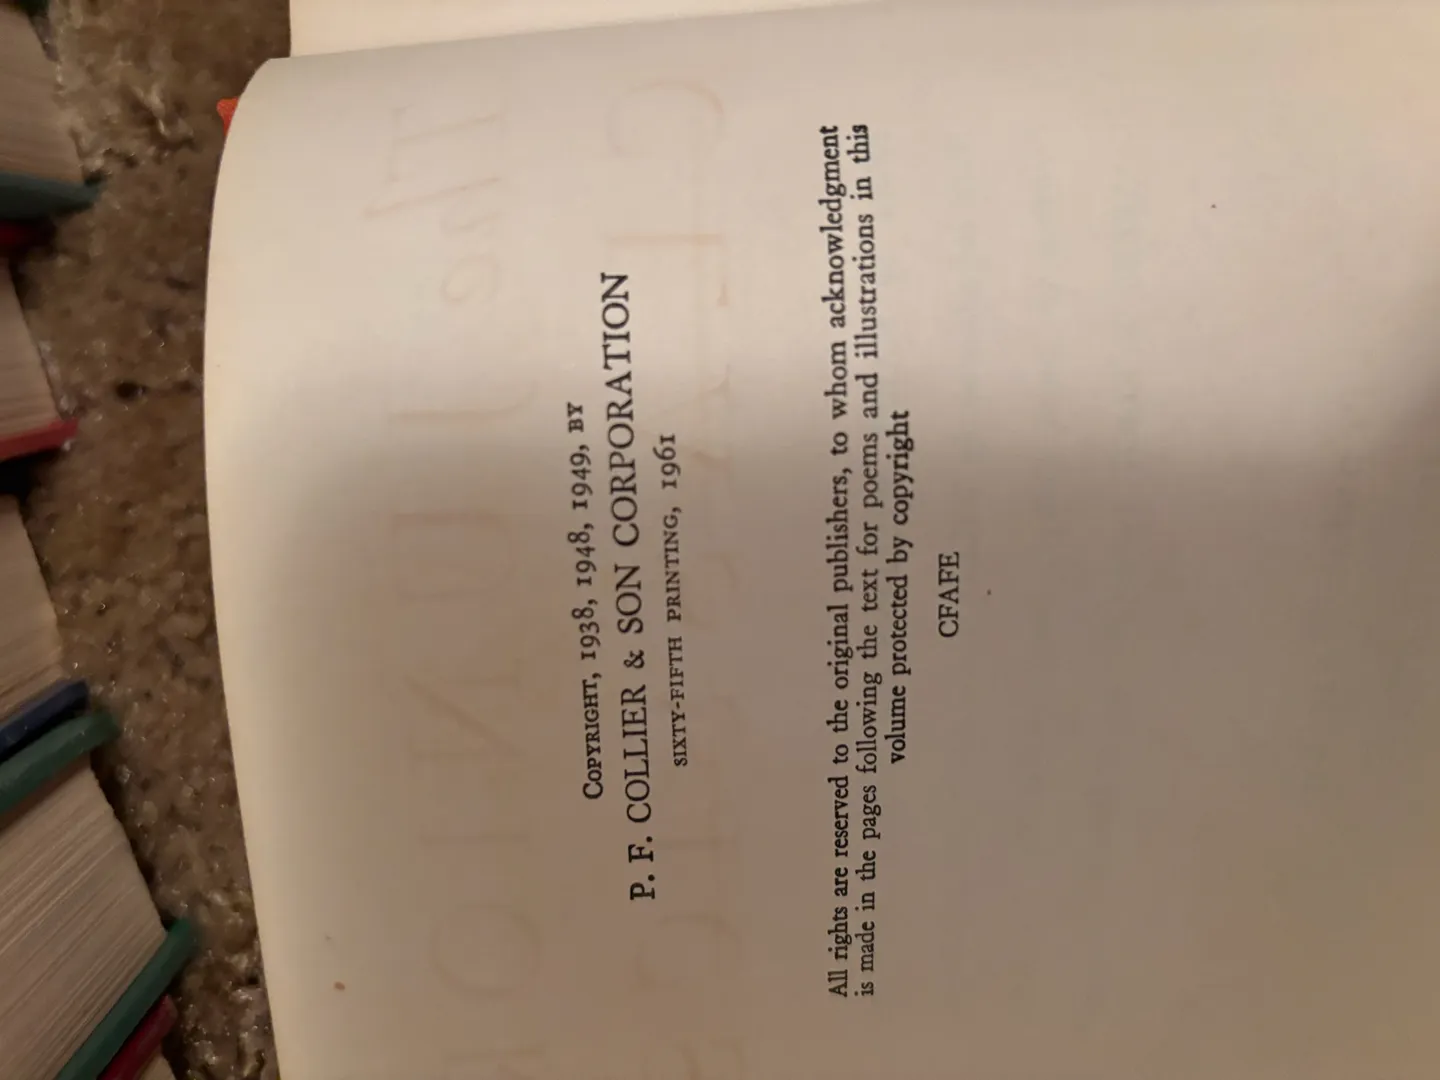 COPYRIGHT, 1938, 1948, 1949, BY
P. F. COLLIER & SON CORPORATION
SIXTY-FIFTH PRINTING, 1961
All rights are reserved to the original publishers, to whom acknowledgment
is made in the pages following the text for poems and illustrations in this
volume protected by copyright
CFAFE